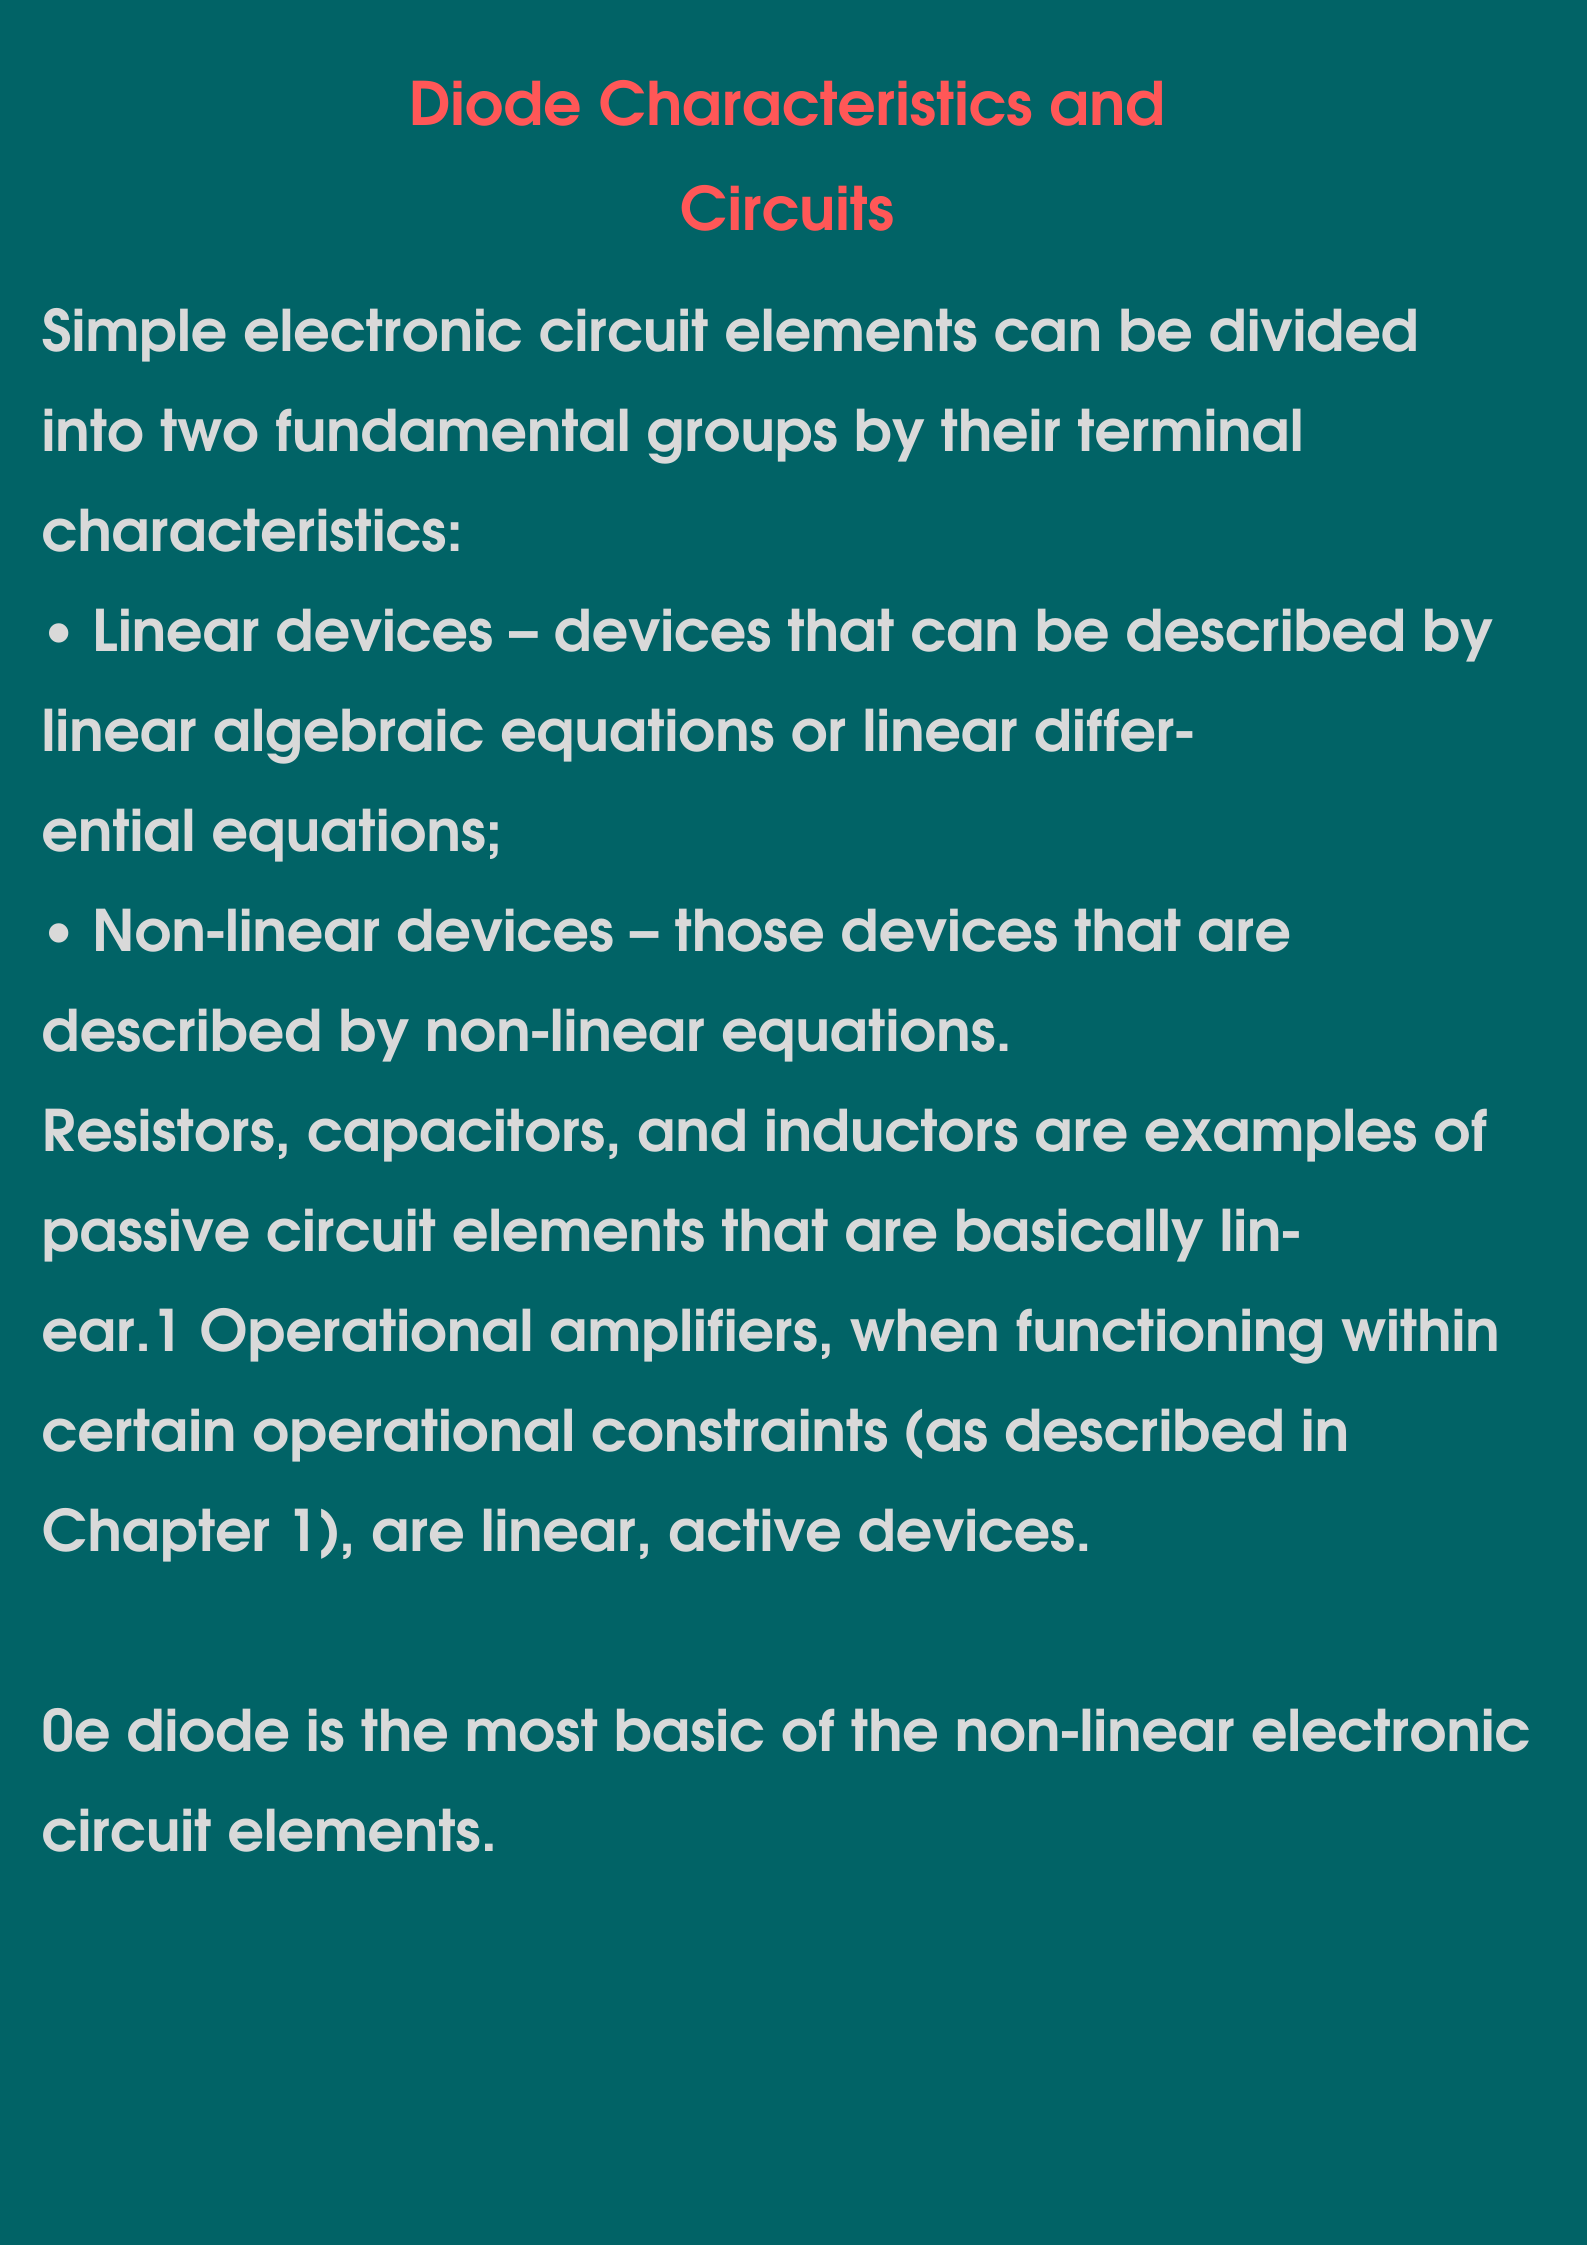 Diode Characteristics and
Circuits
Simple electronic circuit elements can be divided
into two fundamental groups by their terminal
characteristics:
• Linear devices – devices that can be described by
linear algebraic equations or linear differ-
ential equations;
• Non-linear devices – those devices that are
described by non-linear equations.
Resistors, capacitors, and inductors are examples of
passive circuit elements that are basically lin-
ear.1 Operational amplifiers, when functioning within
certain operational constraints (as described in
Chapter 1), are linear, active devices.
0e diode is the most basic of the non-linear electronic
circuit elements.